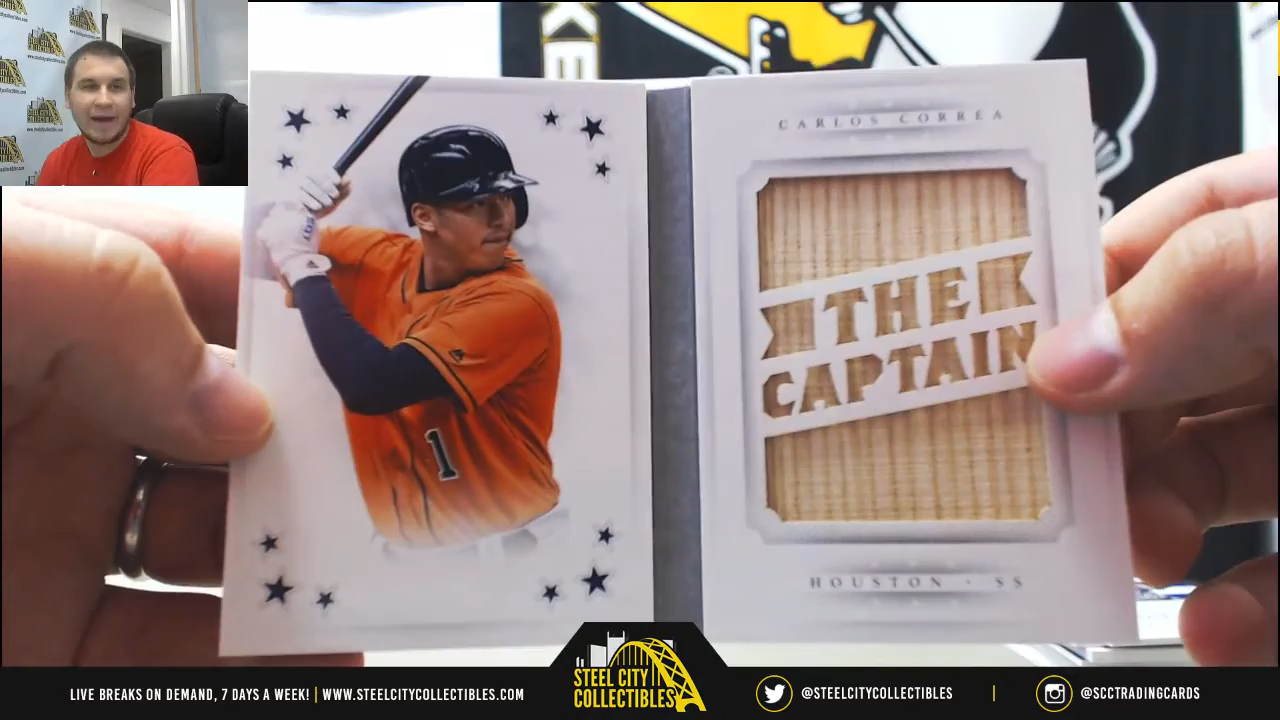 CARLOS CORREA
THE
CAPTAIN
HOUSTON · SS
1
STEEL CITY
COLLECTIBLES
LIVE BREAKS ON DEMAND, 7 DAYS A WEEK! | WWW.STEELCITYCOLLECTIBLES.COM
@STEELCITYCOLLECTIBLES | @SCCTRADINGCARDS